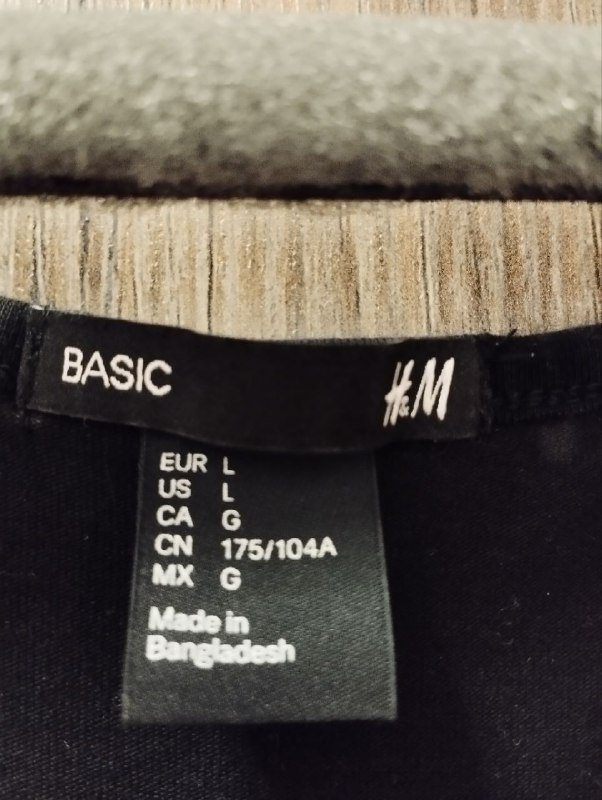 BASIC H&M
EUR L
US L
CA G
CN 175/104A
MX G
Made in
Bangladesh